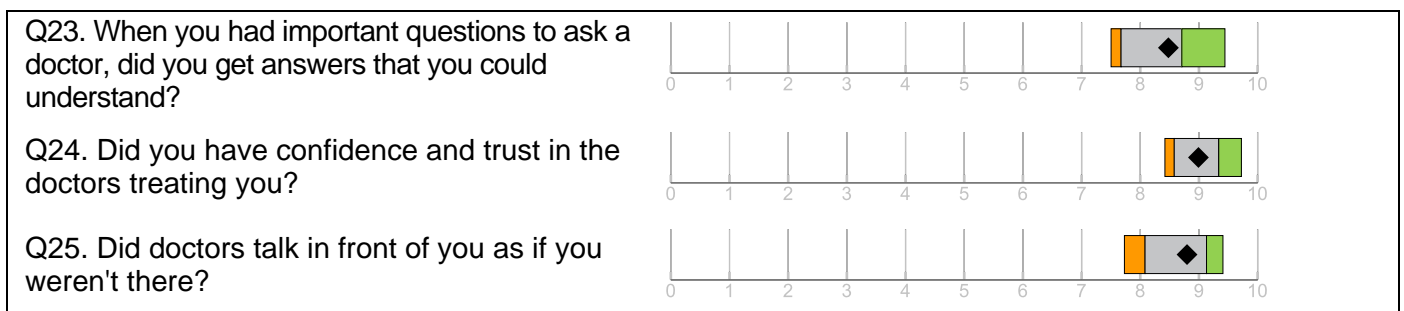 Q23. When you had important questions to ask a
doctor, did you get answers that you could
understand?
0 1 2 3 4 5 6 7 8 9 10
Q24. Did you have confidence and trust in the
doctors treating you?
0 1 2 3 4 5 6 7 8 9 10
Q25. Did doctors talk in front of you as if you
weren't there?
0 1 2 3 4 5 6 7 8 9 10